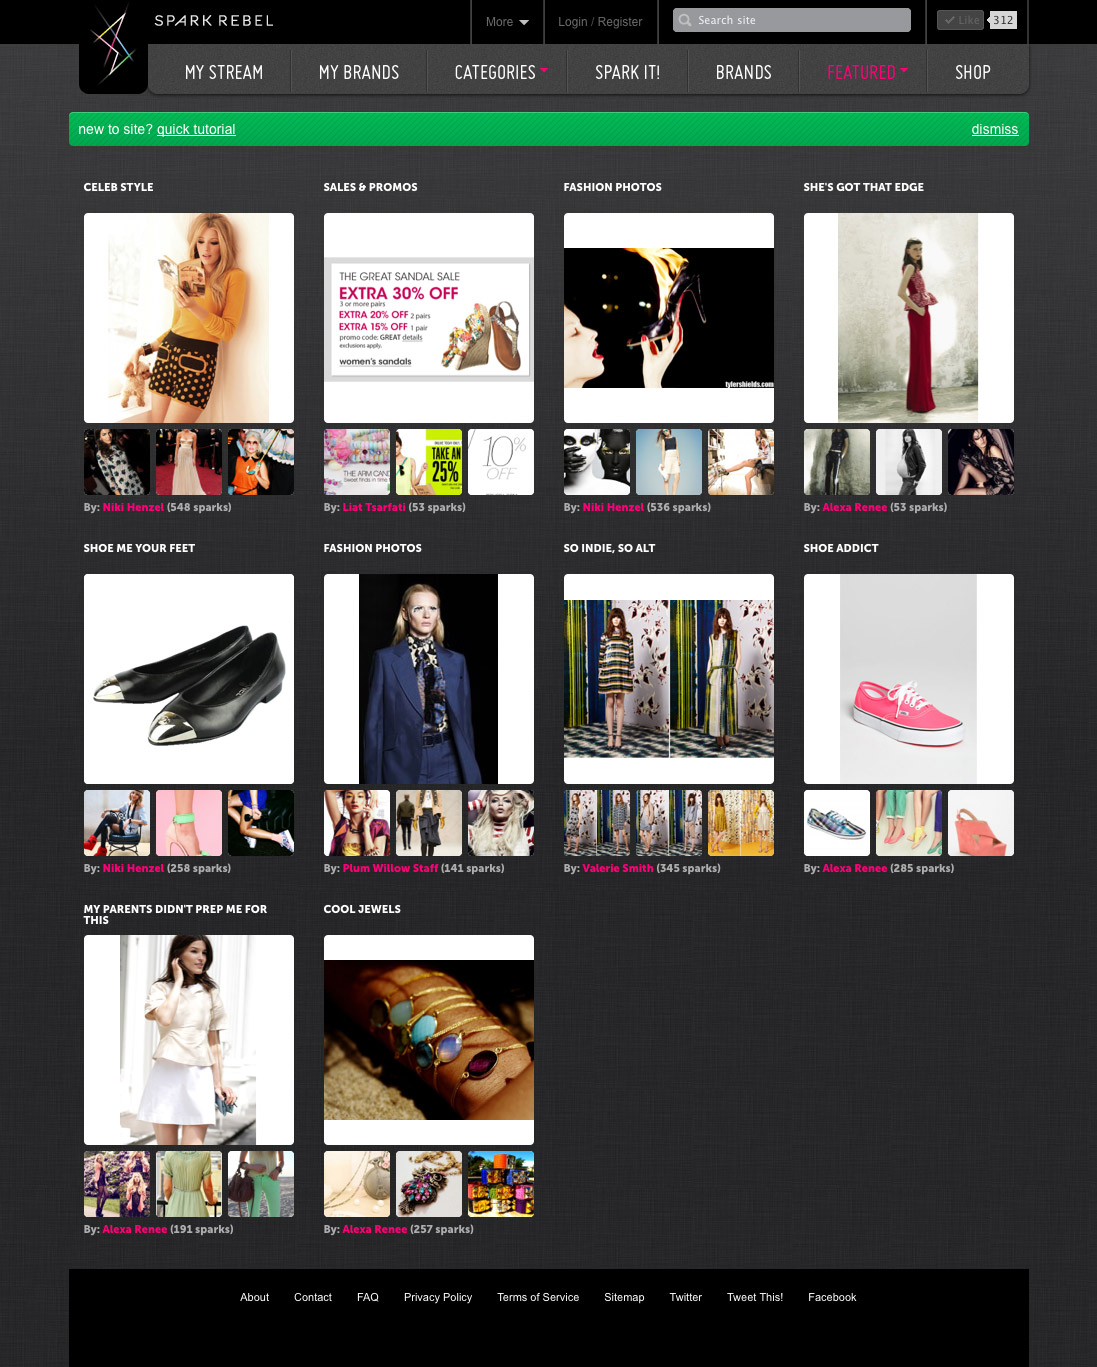 SPARK REBEL
More
Login / Register
Search site
Like
312
MY STREAM
MY BRANDS
CATEGORIES
SPARK IT!
BRANDS
FEATURED
SHOP
new to site? quick tutorial
dismiss
CELEB STYLE
SALES & PROMOS
FASHION PHOTOS
SHE'S GOT THAT EDGE
THE GREAT SANDAL SALE
EXTRA 30% OFF
3 or more pairs
EXTRA 20% OFF 2 pairs
EXTRA 15% OFF 1 pair
promo code: GREAT details
exclusions apply.
women's sandals
tylershields.com
THE ARM CAND
Sweet finds in time
TAKE AN
25%
10%
OFF
By: Niki Henzel (548 sparks)
By: Liat Tsarfati (53 sparks)
By: Niki Henzel (536 sparks)
By: Alexa Renee (53 sparks)
SHOE ME YOUR FEET
FASHION PHOTOS
SO INDIE, SO ALT
SHOE ADDICT
By: Niki Henzel (258 sparks)
By: Plum Willow Staff (141 sparks)
By: Valerie Smith (345 sparks)
By: Alexa Renee (285 sparks)
MY PARENTS DIDN'T PREP ME FOR
THIS
COOL JEWELS
By: Alexa Renee (191 sparks)
By: Alexa Renee (257 sparks)
About
Contact
FAQ
Privacy Policy
Terms of Service
Sitemap
Twitter
Tweet This!
Facebook